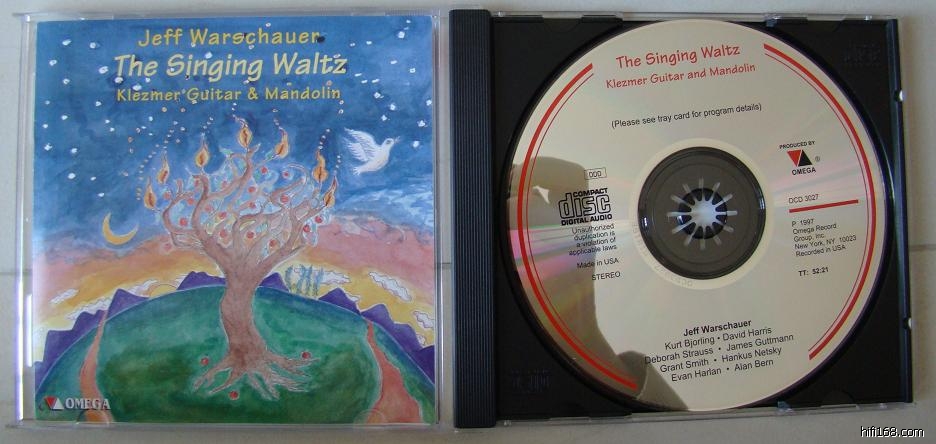 Jeff Warschauer
The Singing Waltz
Klezmer Guitar & Mandolin
OMEGA
The Singing Waltz
Klezmer Guitar and Mandolin
(Please see tray card for program details)
DDD
COMPACT
disc
DIGITAL AUDIO
Unauthorized
duplication is
a violation of
applicable laws
Made in USA
STEREO
PRODUCED BY
OMEGA ®
OCD 3027
P 1997
Omega Record
Group, Inc.
New York, NY, 10023
Recorded in USA
TT: 52:21
Jeff Warschauer
Kurt Bjorling • David Harris
Deborah Strauss • James Guttmann
Grant Smith • Hankus Netsky
Evan Harlan • Alan Bern
hifi168.com